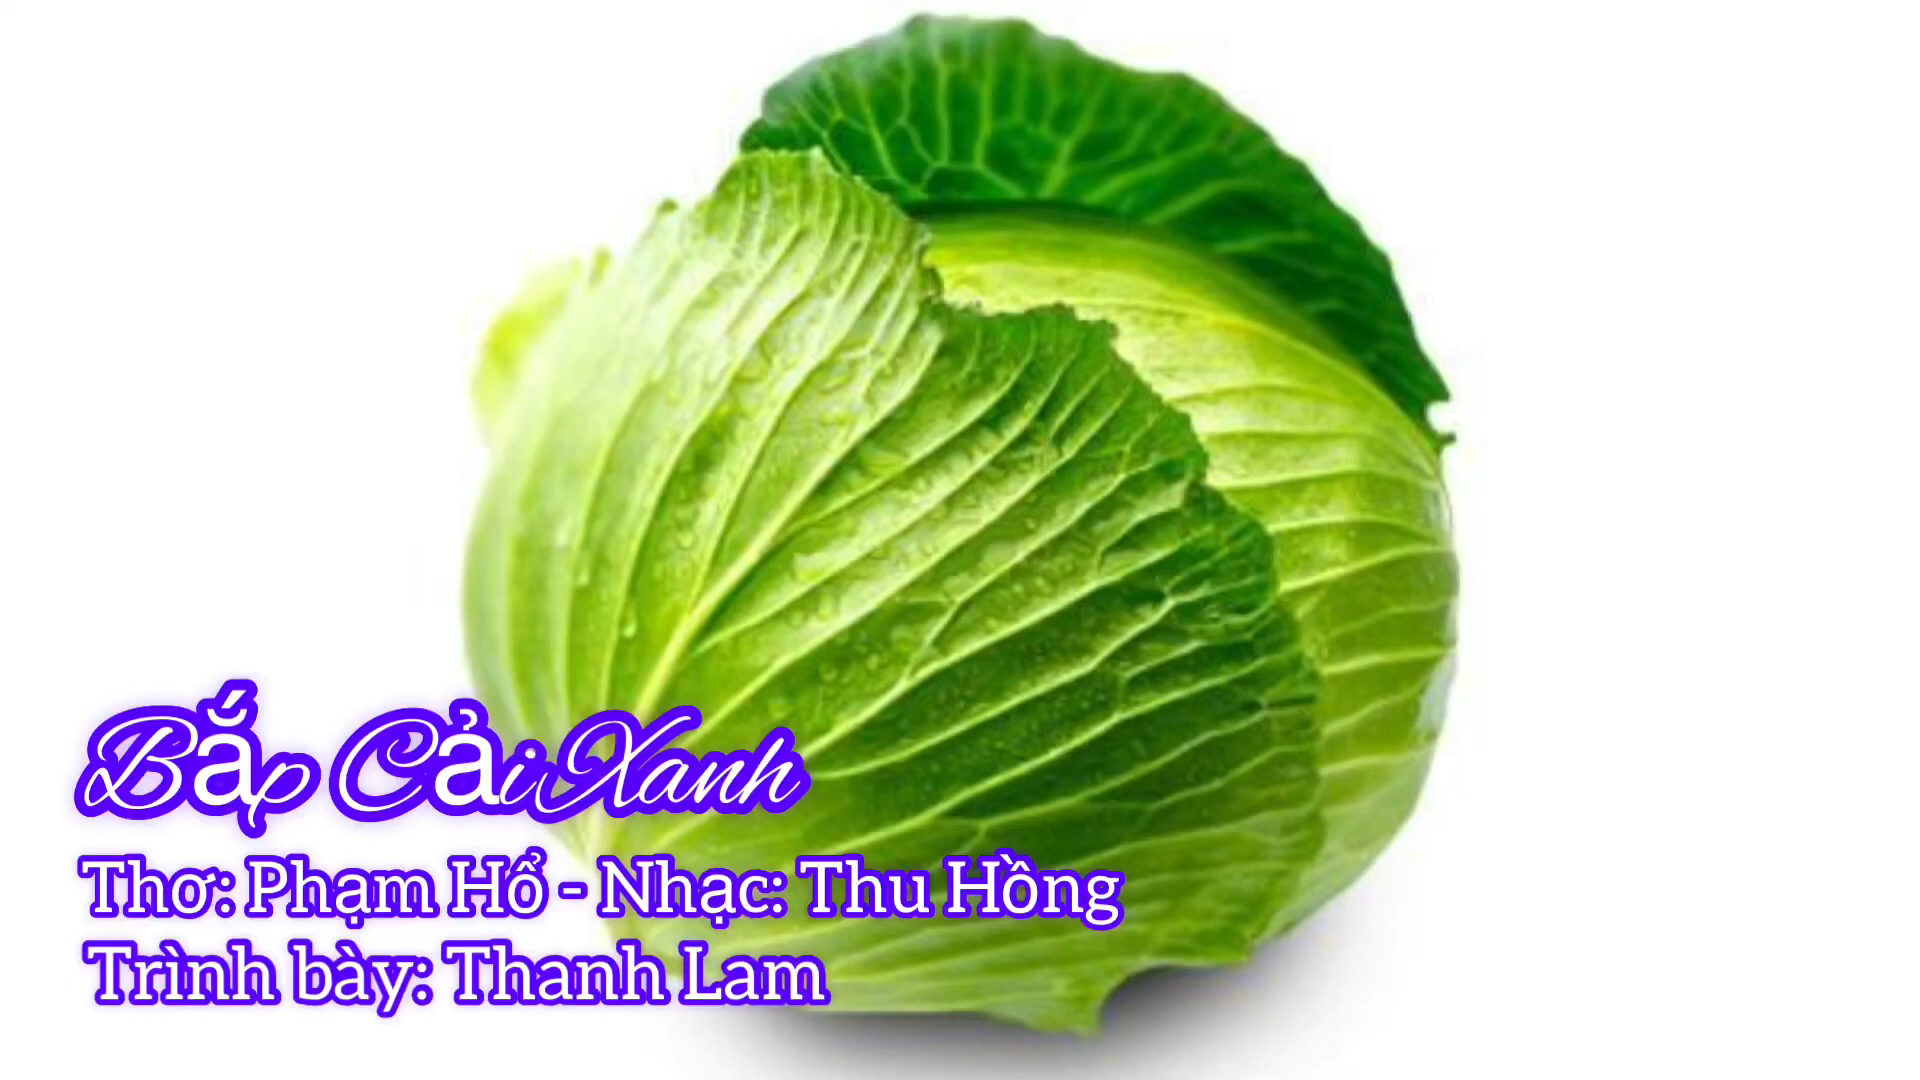 Bắp Cải Xanh
Thơ: Phạm Hổ - Nhạc: Thu Hồng
Trình bày: Thanh Lam